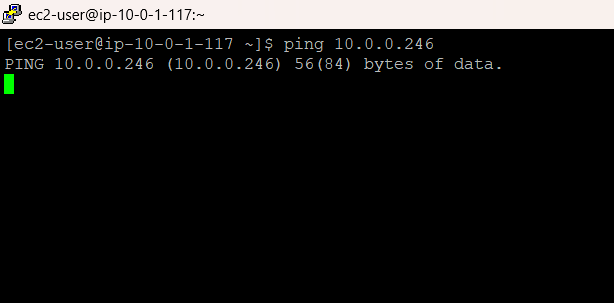 ec2-user@ip-10-0-1-117:~
[ec2-user@ip-10-0-1-117 ~]$ ping 10.0.0.246
PING 10.0.0.246 (10.0.0.246) 56(84) bytes of data.